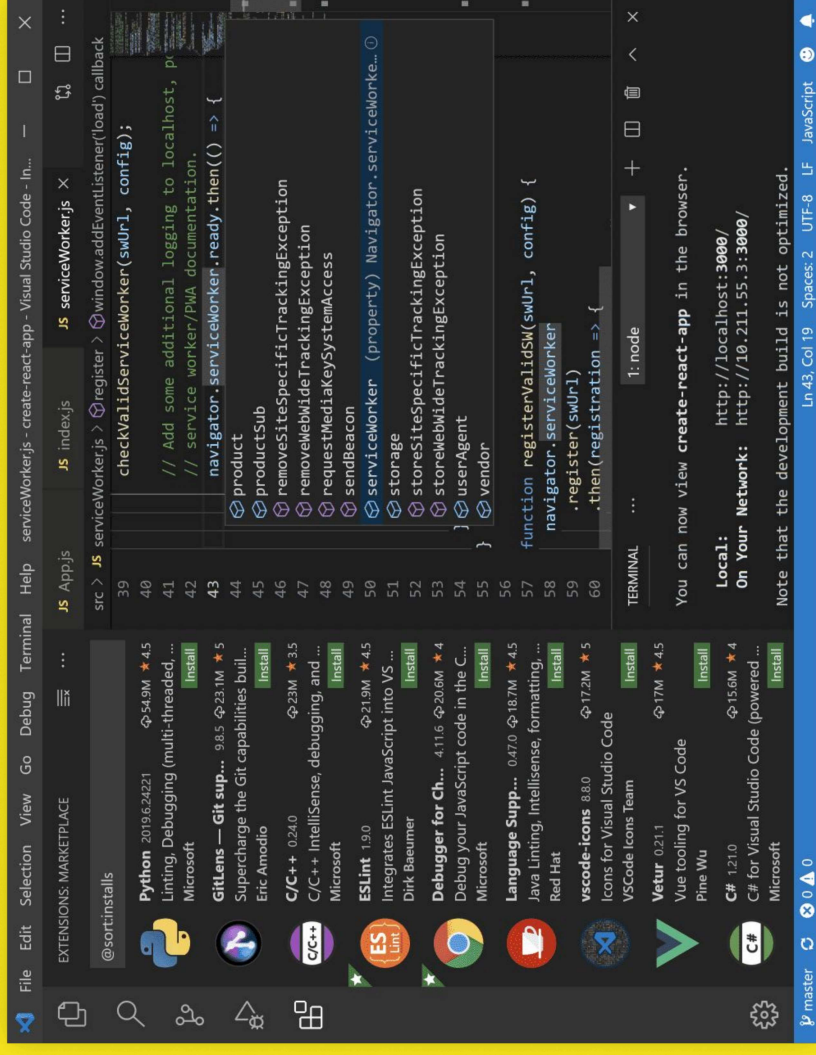 File Edit Selection View Go Debug Terminal Help serviceWorker.js - create-react-app - Visual Studio Code - In...
EXTENSIONS: MARKETPLACE
@sort:installs
Python 2019.6.24221 54.9M ★ 4.5
Linting, Debugging (multi-threaded, ...
Microsoft Install
GitLens — Git sup... 9.8.5 23.1M ★ 5
Supercharge the Git capabilities buil...
Eric Amodio Install
C/C++
C/C++ 0.24.0 23M ★ 3.5
C/C++ IntelliSense, debugging, and ...
Microsoft Install
ES
Lint
ESLint 1.9.0 21.9M ★ 4.5
Integrates ESLint JavaScript into VS ...
Dirk Baeumer Install
Debugger for Ch... 4.11.6 20.6M ★ 4
Debug your JavaScript code in the C...
Microsoft Install
Language Supp... 0.47.0 18.7M ★ 4.5
Java Linting, Intellisense, formatting, ...
Red Hat Install
vscode-icons 8.8.0 17.2M ★ 5
Icons for Visual Studio Code
VSCode Icons Team Install
Vetur 0.21.1 17M ★ 4.5
Vue tooling for VS Code
Pine Wu Install
C#
C# 1.21.0 15.6M ★ 4
C# for Visual Studio Code (powered ...
Microsoft Install
JS App.js JS index.js JS serviceWorker.js
src > JS serviceWorker.js > register > window.addEventListener('load') callback
39 checkValidServiceWorker(swUrl, config);
40
41 // Add some additional logging to localhost, po
42 // service worker/PWA documentation.
43 navigator.serviceWorker.ready.then(() => {
44 product
45 productSub
46 removeSiteSpecificTrackingException
47 removeWebWideTrackingException
48 requestMediaKeySystemAccess
49 sendBeacon
50 serviceWorker (property) Navigator.serviceWorke...
51 storage
52 storeSiteSpecificTrackingException
53 storeWebWideTrackingException
54 } userAgent
55 } vendor
56
57 function registerValidSW(swUrl, config) {
58 navigator.serviceWorker
59 .register(swUrl)
60 .then(registration => {
TERMINAL ... 1: node
You can now view create-react-app in the browser.
Local: http://localhost:3000/
On Your Network: http://10.211.55.3:3000/
Note that the development build is not optimized.
master 0 0 Ln 43, Col 19 Spaces: 2 UTF-8 LF JavaScript